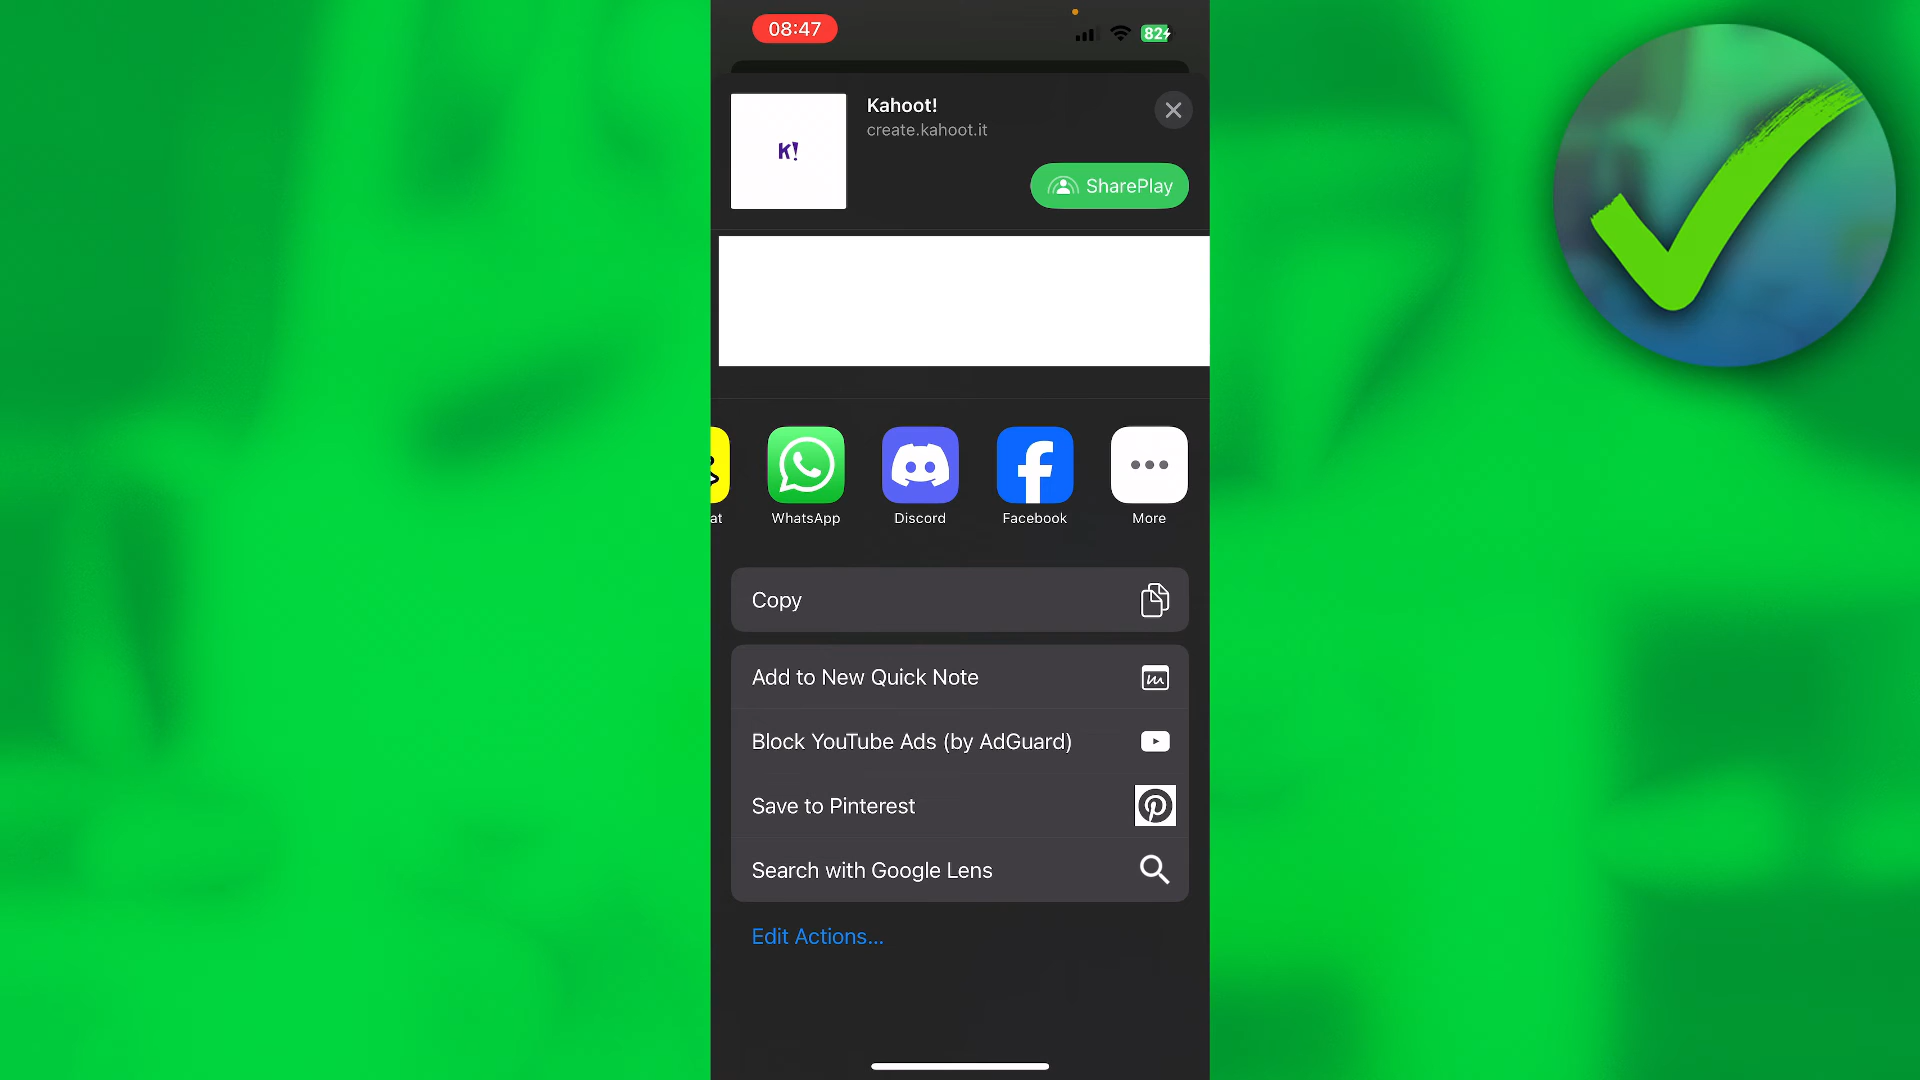 08:47
82
Kahoot!
create.kahoot.it
K!
SharePlay
at
WhatsApp
Discord
Facebook
More
Copy
Add to New Quick Note
Block YouTube Ads (by AdGuard)
Save to Pinterest
Search with Google Lens
Edit Actions...